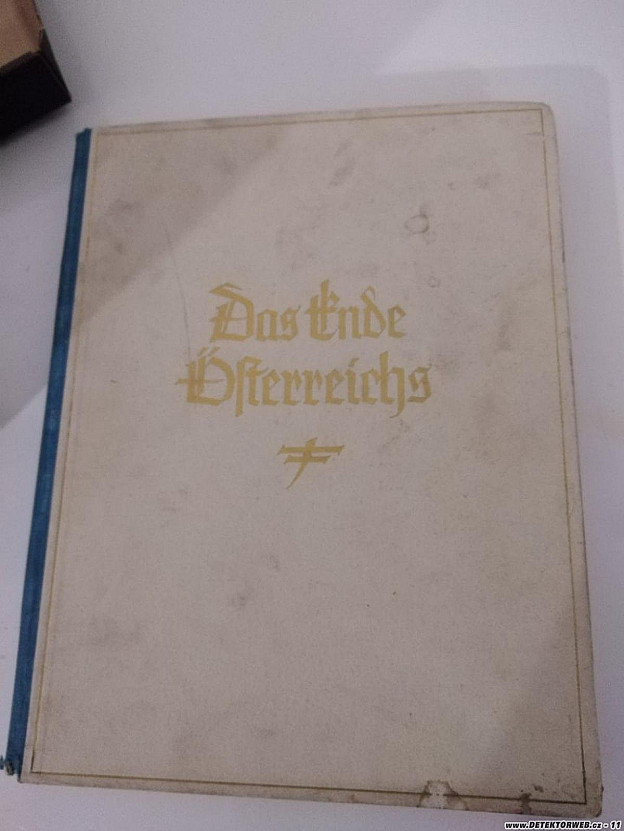 Das Ende
Öſterreichs
www.DETEKTORWEB.cz - 11